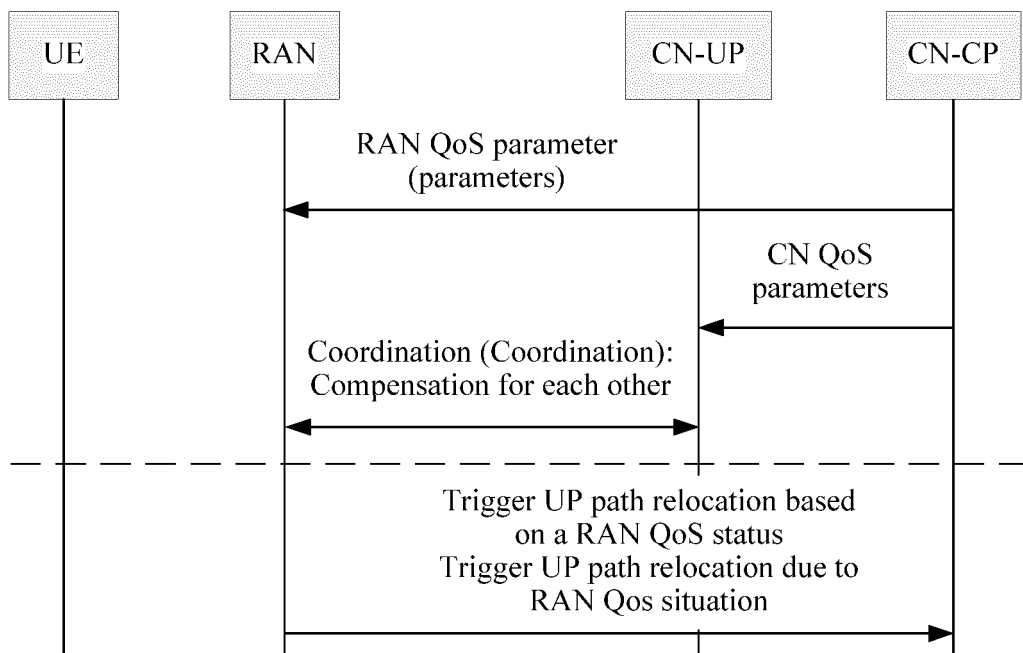 UE
RAN
CN-UP
CN-CP
RAN QoS parameter
(parameters)
CN QoS
parameters
Coordination (Coordination):
Compensation for each other
Trigger UP path relocation based
on a RAN QoS status
Trigger UP path relocation due to
RAN Qos situation